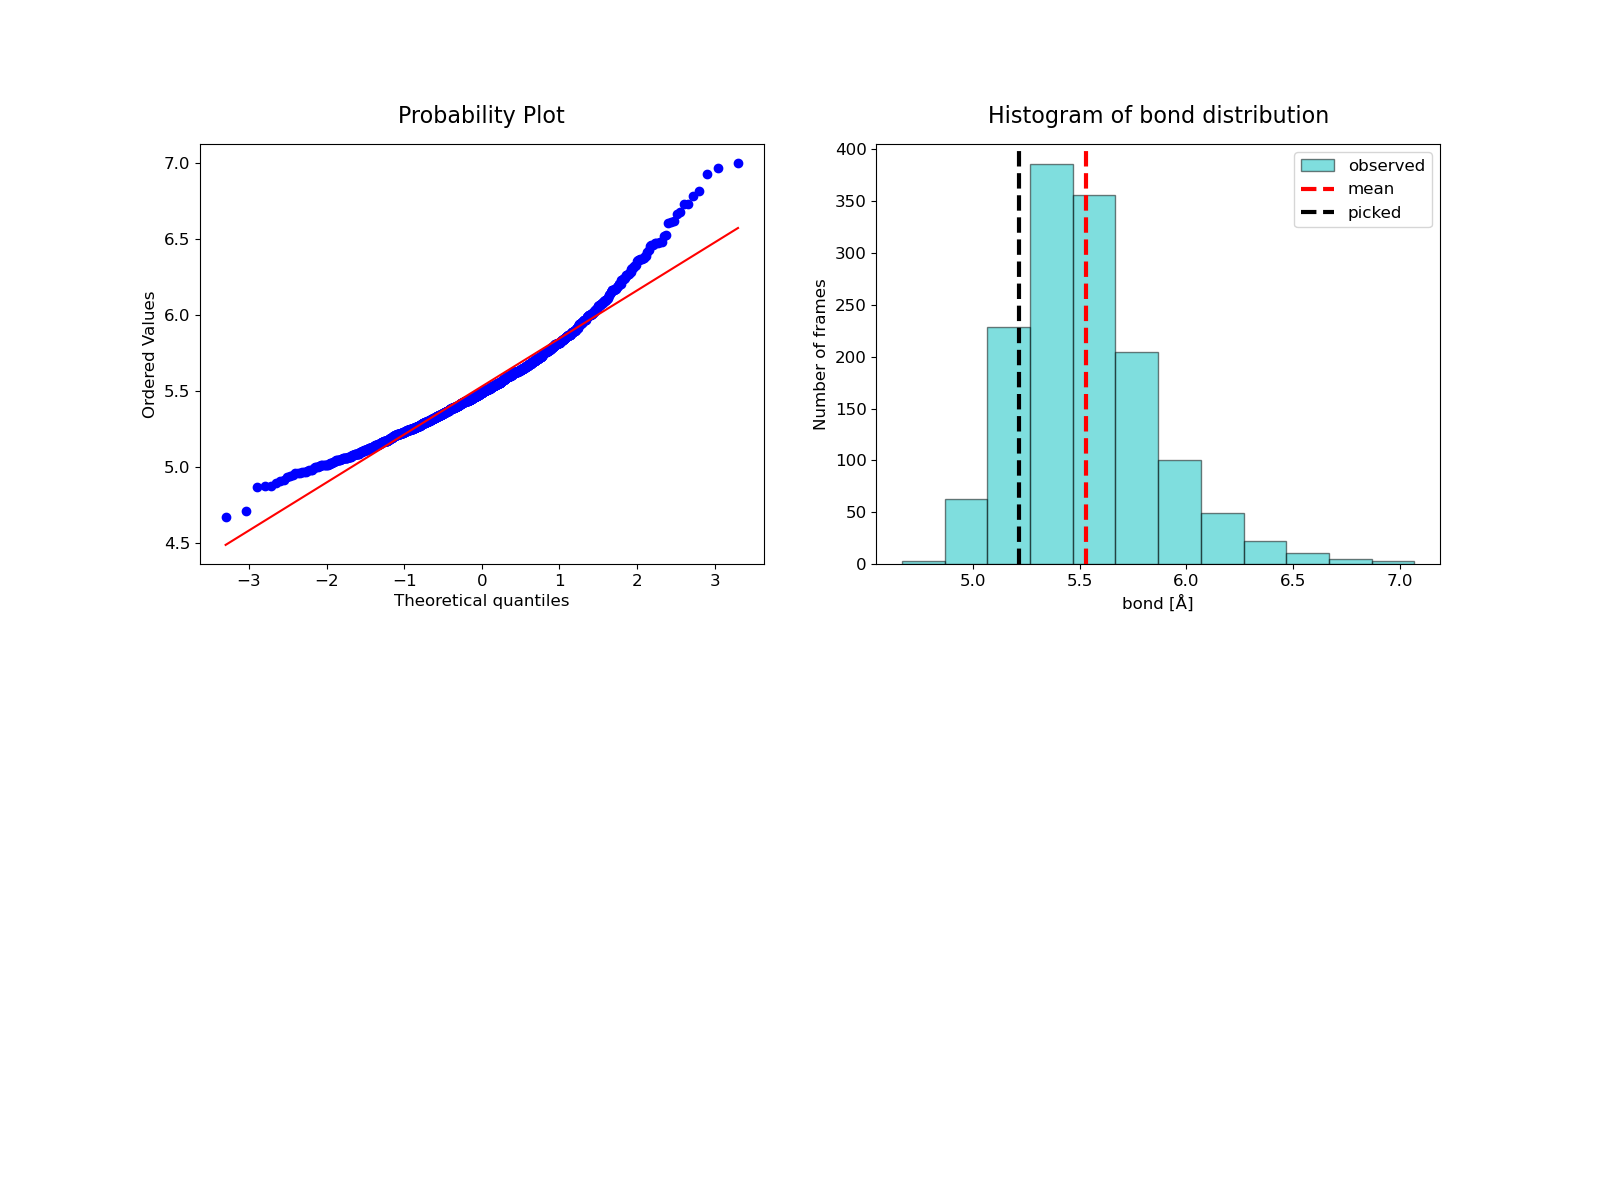 Probability Plot
Ordered Values
7.0
6.5
6.0
5.5
5.0
4.5
−3 −2 −1 0 1 2 3
Theoretical quantiles
Histogram of bond distribution
Number of frames
400
350
300
250
200
150
100
50
0
observed
mean
picked
5.0 5.5 6.0 6.5 7.0
bond [Å]